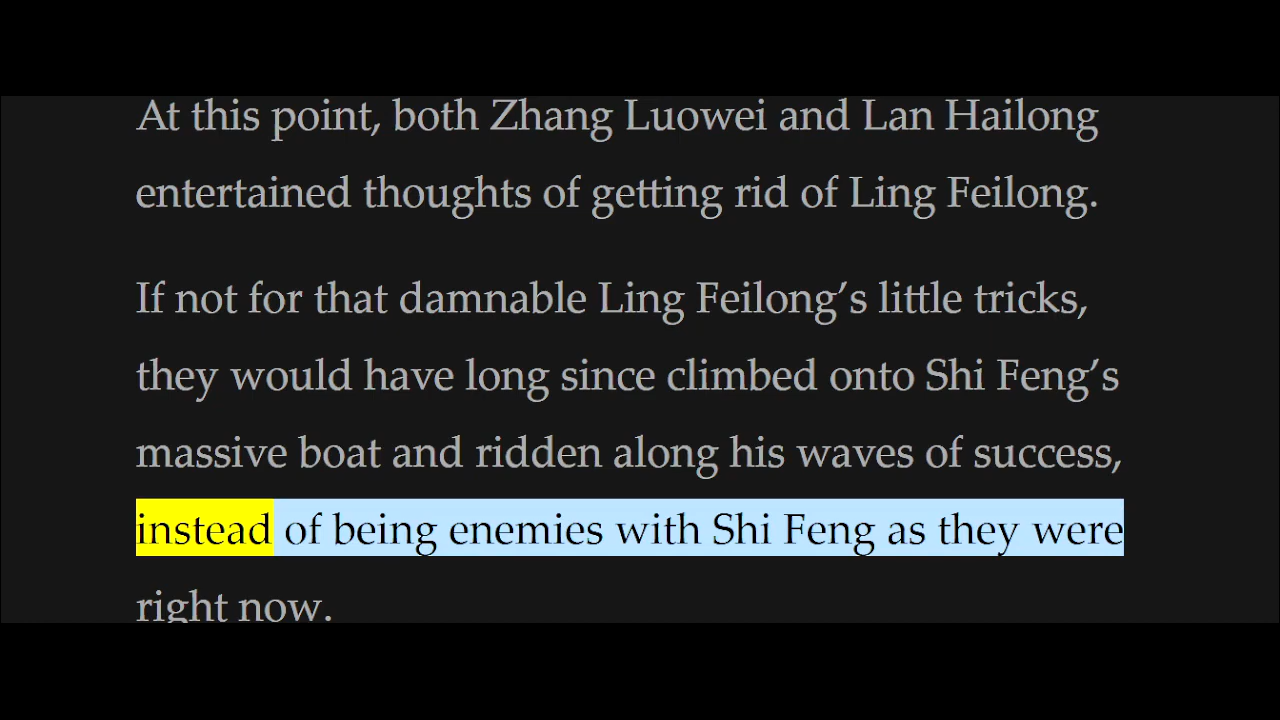 At this point, both Zhang Luowei and Lan Hailong
entertained thoughts of getting rid of Ling Feilong.
If not for that damnable Ling Feilong’s little tricks,
they would have long since climbed onto Shi Feng’s
massive boat and ridden along his waves of success,
instead of being enemies with Shi Feng as they were
right now.